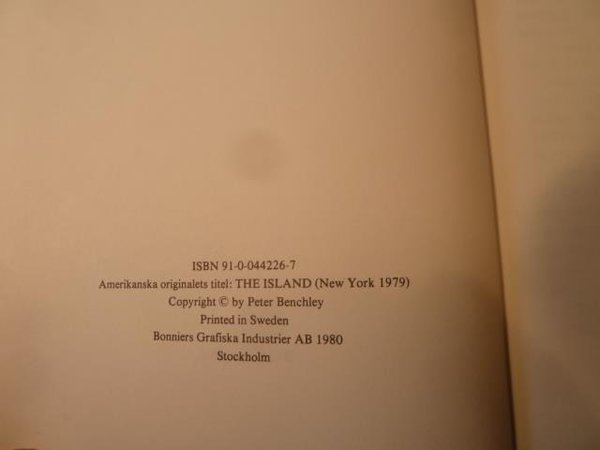 ISBN 91-0-044226-7
Amerikanska originalets titel: THE ISLAND (New York 1979)
Copyright © by Peter Benchley
Printed in Sweden
Bonniers Grafiska Industrier AB 1980
Stockholm